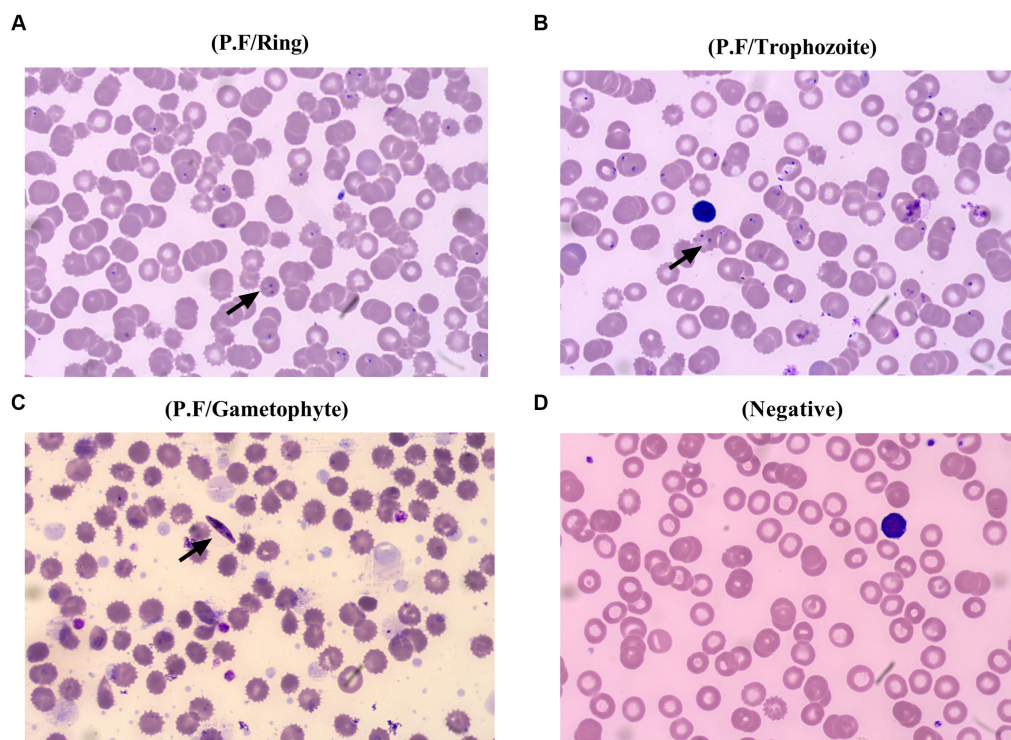 A
(P.F/Ring)
B
(P.F/Trophozoite)
C
(P.F/Gametophyte)
D
(Negative)